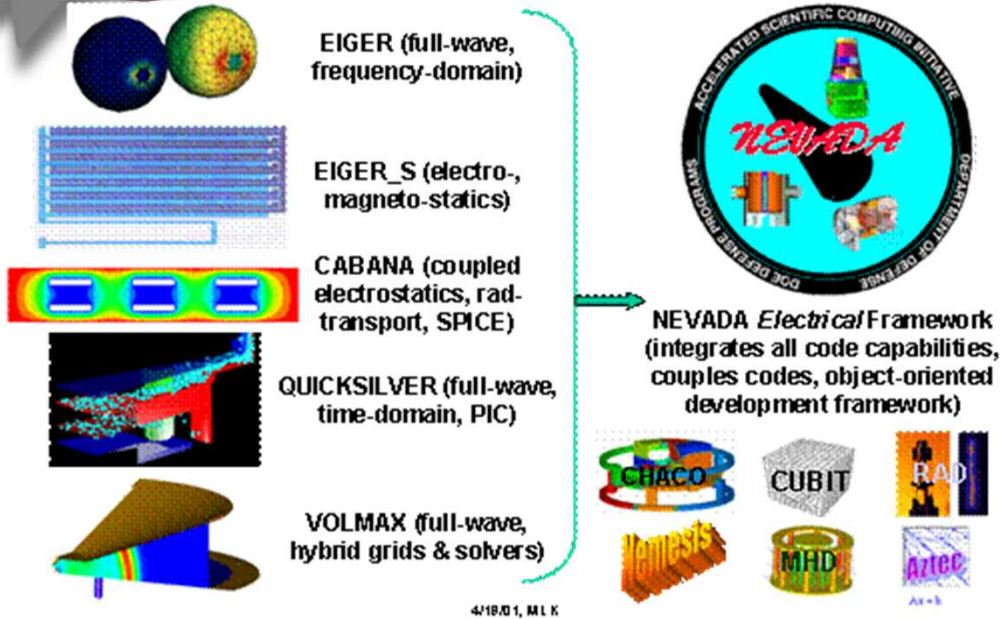 EIGER (full-wave,
frequency-domain)
EIGER_S (electro-,
magneto-statics)
CABANA (coupled
electrostatics, rad-
transport, SPICE)
QUICKSILVER (full-wave,
time-domain, PIC)
VOLMAX (full-wave,
hybrid grids & solvers)
ACCELERATED SCIENTIFIC COMPUTING INITIATIVE
DEPARTMENT OF DEFENSE
DOE DEFENSE PROGRAMS
NEVADA
NEVADA Electrical Framework
(integrates all code capabilities,
couples codes, object-oriented
development framework)
CHACO
CUBIT
RAD
Nemesis
MHD
Aztec
Ax = b
4/18/01, MLK